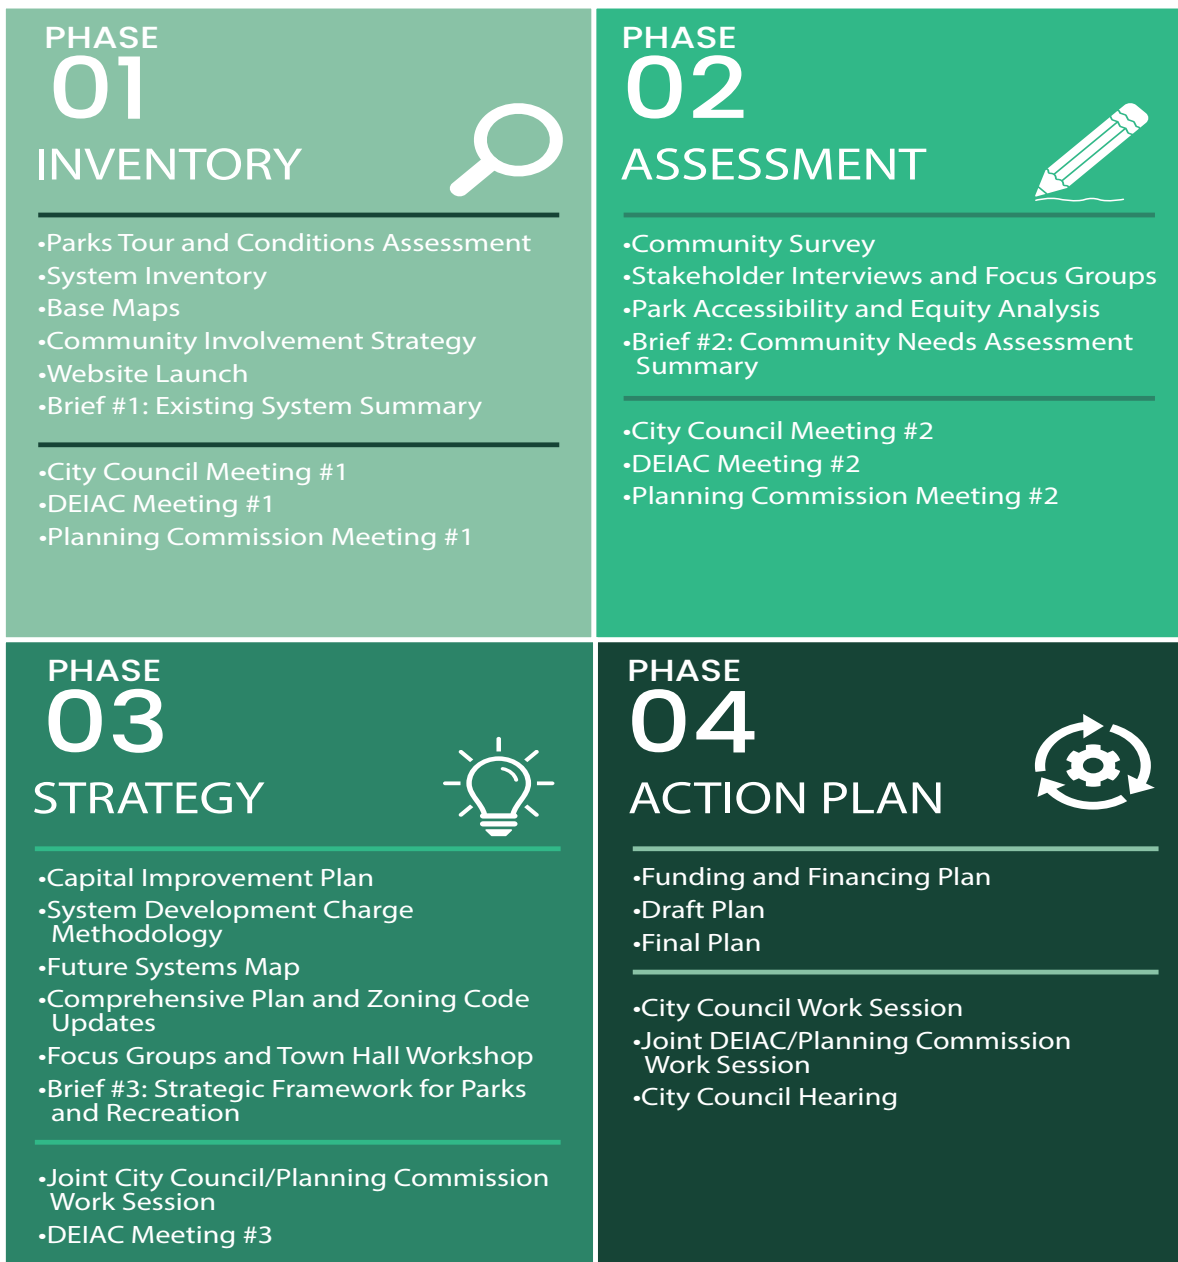 PHASE
01
INVENTORY
•Parks Tour and Conditions Assessment
•System Inventory
•Base Maps
•Community Involvement Strategy
•Website Launch
•Brief #1: Existing System Summary
•City Council Meeting #1
•DEIAC Meeting #1
•Planning Commission Meeting #1
PHASE
02
ASSESSMENT
•Community Survey
•Stakeholder Interviews and Focus Groups
•Park Accessibility and Equity Analysis
•Brief #2: Community Needs Assessment
Summary
•City Council Meeting #2
•DEIAC Meeting #2
•Planning Commission Meeting #2
PHASE
03
STRATEGY
•Capital Improvement Plan
•System Development Charge
Methodology
•Future Systems Map
•Comprehensive Plan and Zoning Code
Updates
•Focus Groups and Town Hall Workshop
•Brief #3: Strategic Framework for Parks
and Recreation
•Joint City Council/Planning Commission
Work Session
•DEIAC Meeting #3
PHASE
04
ACTION PLAN
•Funding and Financing Plan
•Draft Plan
•Final Plan
•City Council Work Session
•Joint DEIAC/Planning Commission
Work Session
•City Council Hearing